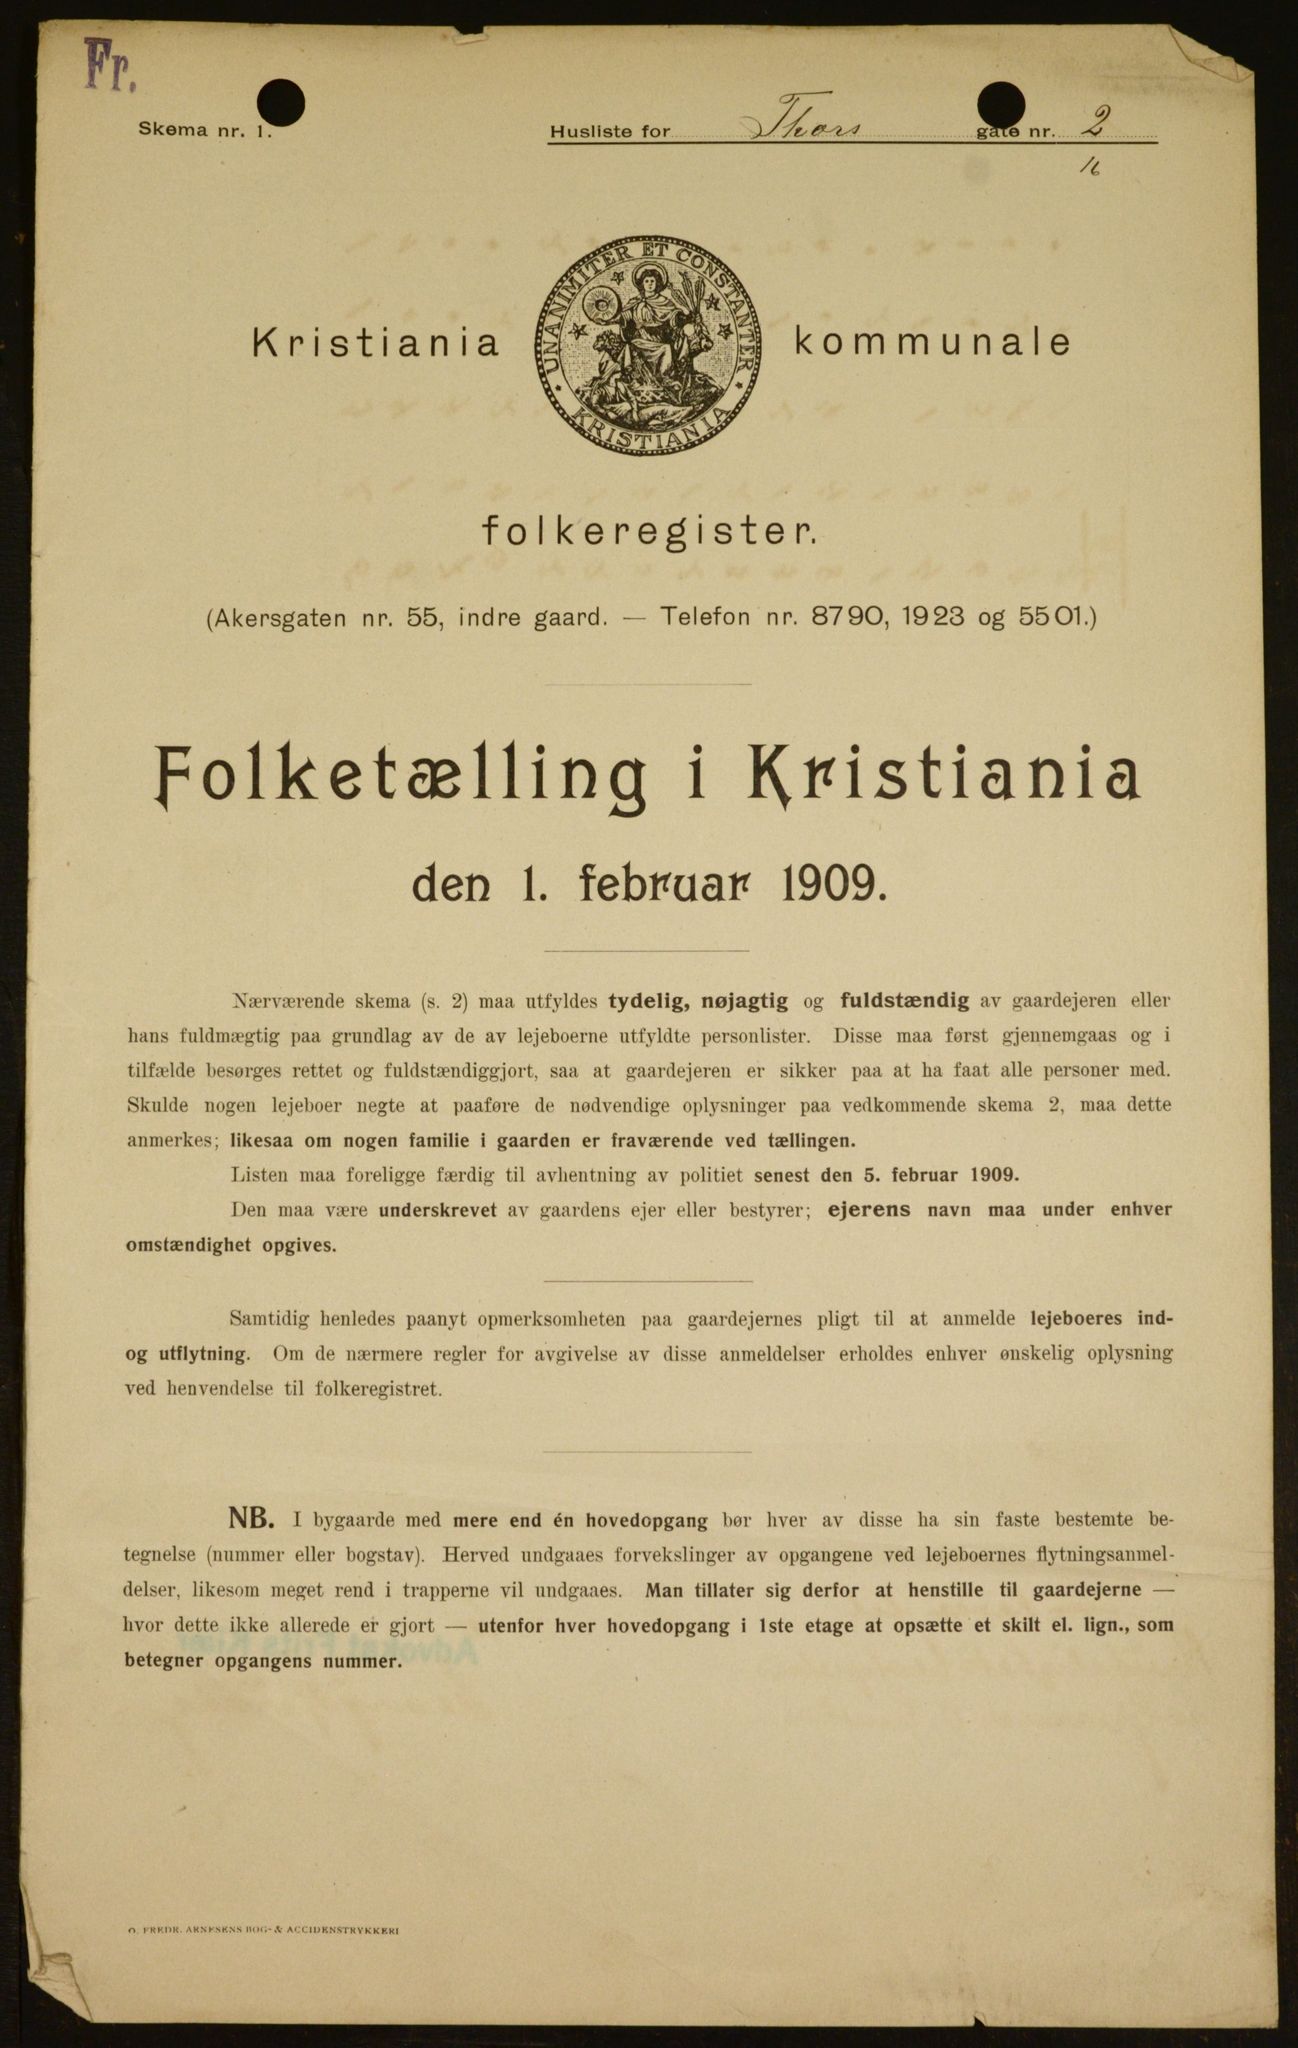 Fr.
Skema nr. 1.
Husliste for Thors gate nr. 2
16
UNANIMITER ET CONSTANTER
KRISTIANIA
Kristiania kommunale
folkeregister.
(Akersgaten nr. 55, indre gaard. — Telefon nr. 8790, 1923 og 5501.)
Folketælling i Kristiania
den 1. februar 1909.
Nærværende skema (s. 2) maa utfyldes tydelig, nøjagtig og fuldstændig av gaardejeren eller
hans fuldmægtig paa grundlag av de av lejeboerne utfyldte personlister. Disse maa først gjennemgaas og i
tilfælde besørges rettet og fuldstændiggjort, saa at gaardejeren er sikker paa at ha faat alle personer med.
Skulde nogen lejeboer negte at paaføre de nødvendige oplysninger paa vedkommende skema 2, maa dette
anmerkes; likesaa om nogen familie i gaarden er fraværende ved tællingen.
Listen maa foreligge færdig til avhentning av politiet senest den 5. februar 1909.
Den maa være underskrevet av gaardens ejer eller bestyrer; ejerens navn maa under enhver
omstændighet opgives.
Samtidig henledes paanyt opmerksomheten paa gaardejernes pligt til at anmelde lejeboeres ind-
og utflytning. Om de nærmere regler for avgivelse av disse anmeldelser erholdes enhver ønskelig oplysning
ved henvendelse til folkeregistret.
NB. I bygaarde med mere end én hovedopgang bør hver av disse ha sin faste bestemte be-
tegnelse (nummer eller bogstav). Herved undgaaes forvekslinger av opgangene ved lejeboernes flytningsanmel-
delser, likesom meget rend i trapperne vil undgaaes. Man tillater sig derfor at henstille til gaardejerne —
hvor dette ikke allerede er gjort — utenfor hver hovedopgang i 1ste etage at opsætte et skilt el. lign., som
betegner opgangens nummer.
O. FREDR. ARNESENS BOG- & ACCIDENSTRYKKERI